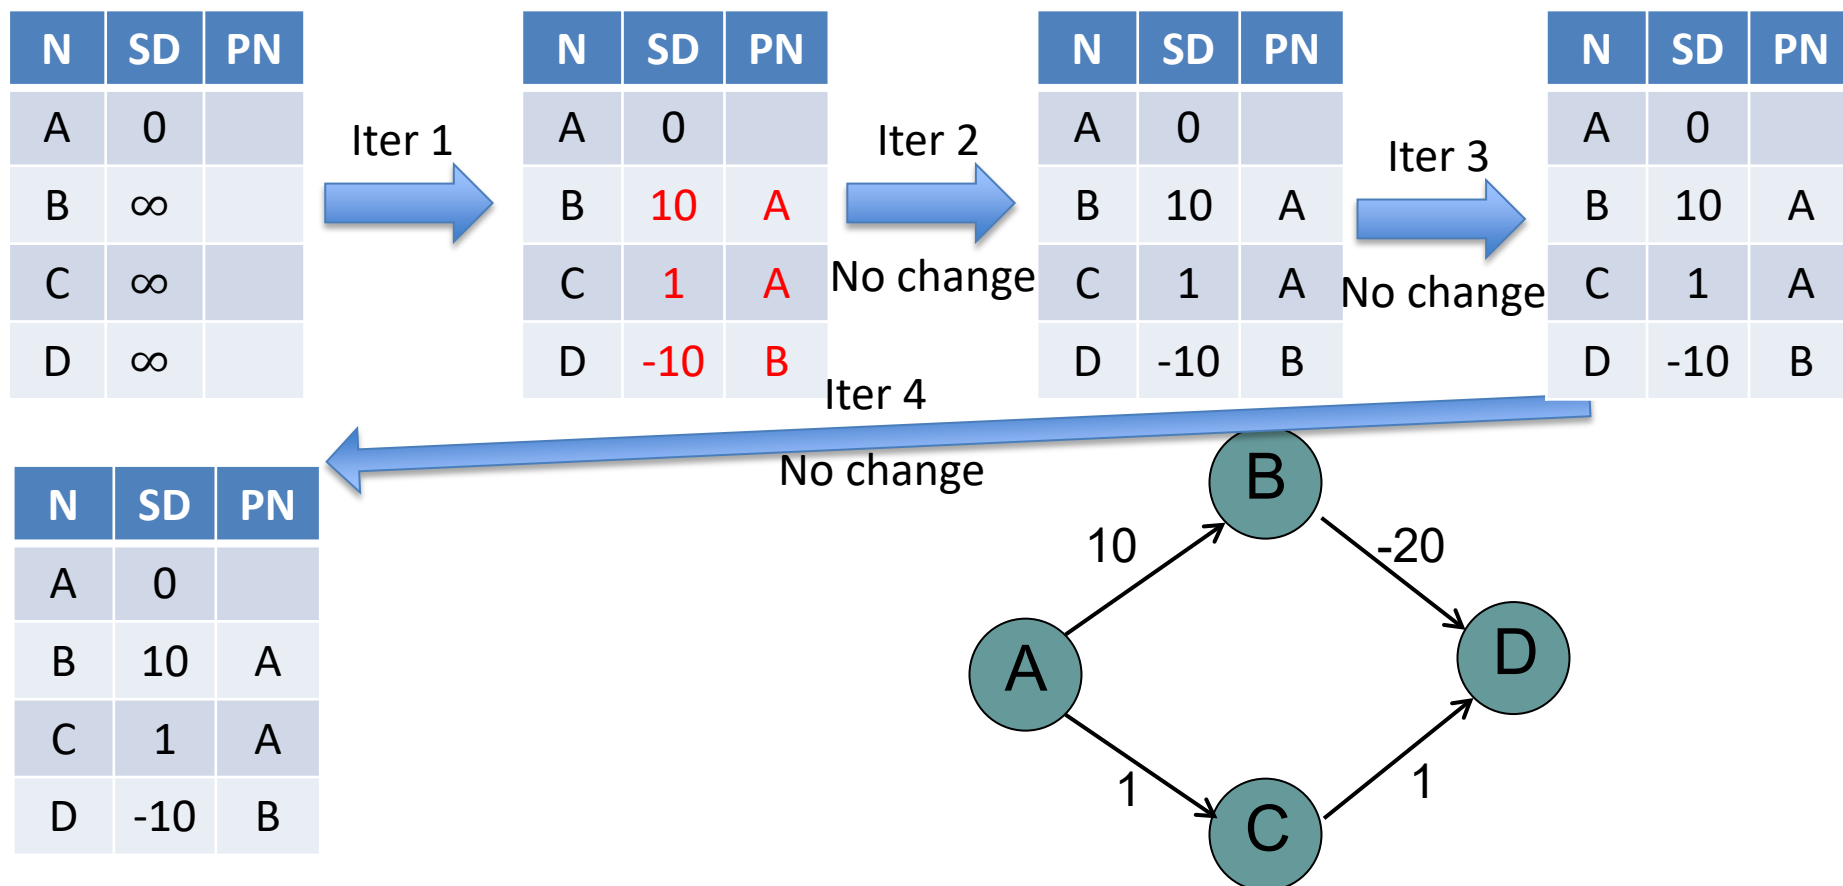 N SD PN
A 0
B ∞
C ∞
D ∞
Iter 1
N SD PN
A 0
B 10 A
C 1 A
D -10 B
Iter 2
No change
N SD PN
A 0
B 10 A
C 1 A
D -10 B
Iter 3
No change
N SD PN
A 0
B 10 A
C 1 A
D -10 B
Iter 4
No change
N SD PN
A 0
B 10 A
C 1 A
D -10 B
B
10
-20
A
D
1
1
C